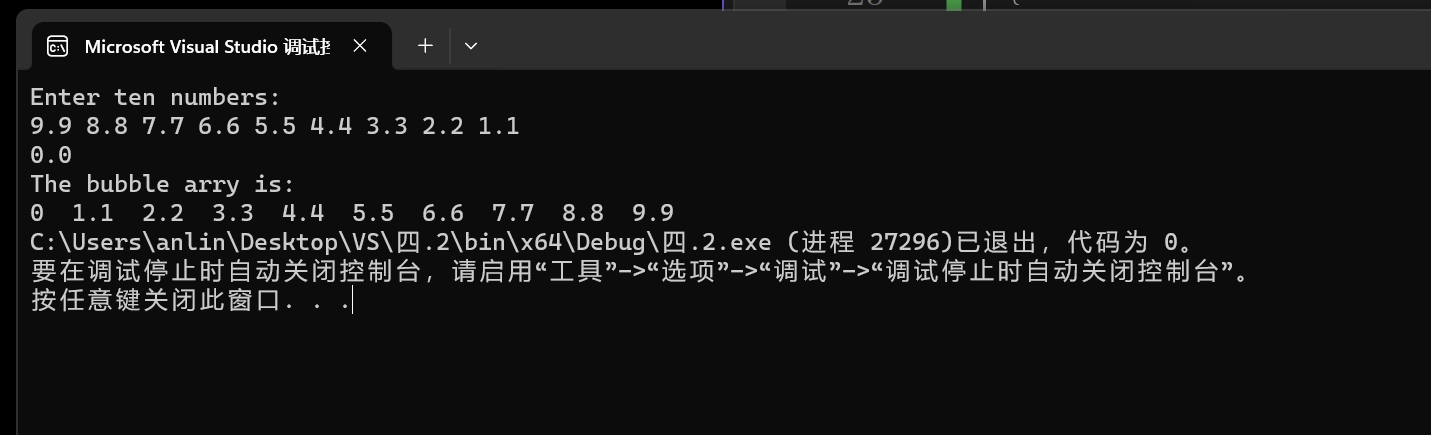 Microsoft Visual Studio 调试
Enter ten numbers:
9.9 8.8 7.7 6.6 5.5 4.4 3.3 2.2 1.1
0.0
The bubble arry is:
0  1.1  2.2  3.3  4.4  5.5  6.6  7.7  8.8  9.9
C:\Users\anlin\Desktop\VS\四.2\bin\x64\Debug\四.2.exe (进程 27296)已退出，代码为 0。
要在调试停止时自动关闭控制台，请启用“工具”->“选项”->“调试”->“调试停止时自动关闭控制台”。
按任意键关闭此窗口. . .